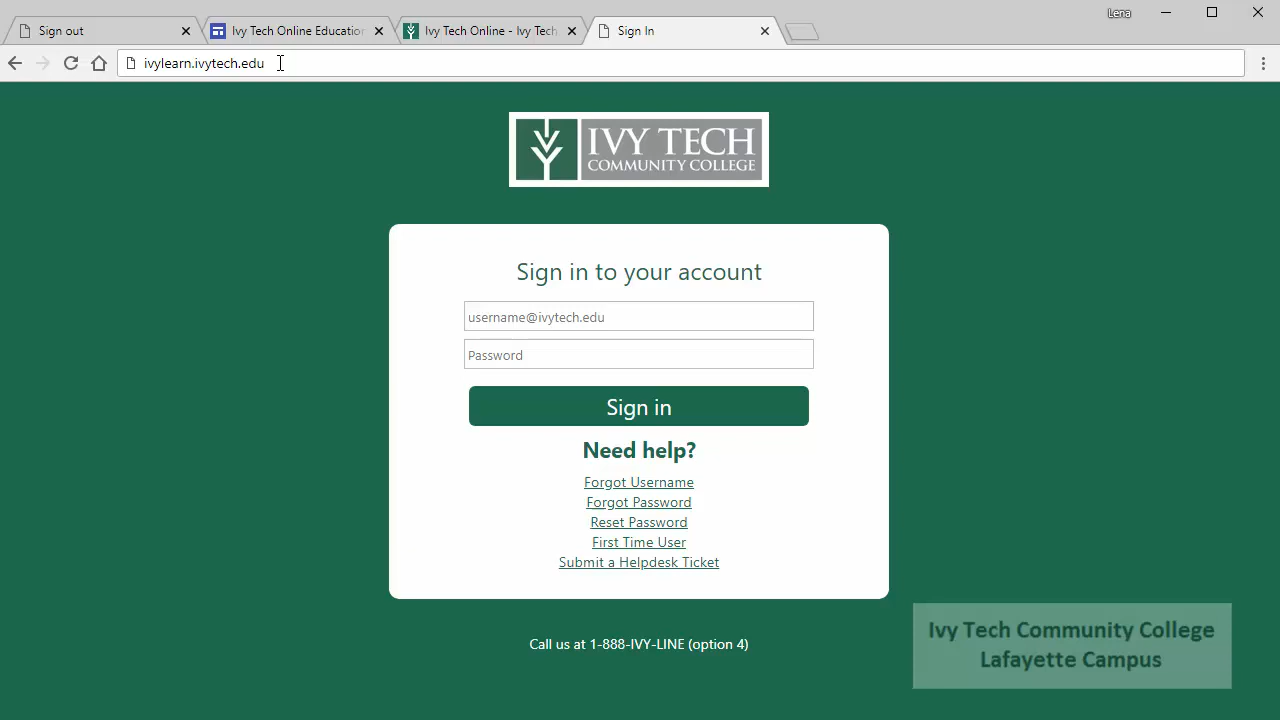 Lena
Sign out
Ivy Tech Online Education
Ivy Tech Online - Ivy Tech
Sign In
ivylearn.ivytech.edu
IVY TECH
COMMUNITY COLLEGE
Sign in to your account
username@ivytech.edu
Password
Sign in
Need help?
Forgot Username
Forgot Password
Reset Password
First Time User
Submit a Helpdesk Ticket
Call us at 1-888-IVY-LINE (option 4)
Ivy Tech Community College
Lafayette Campus